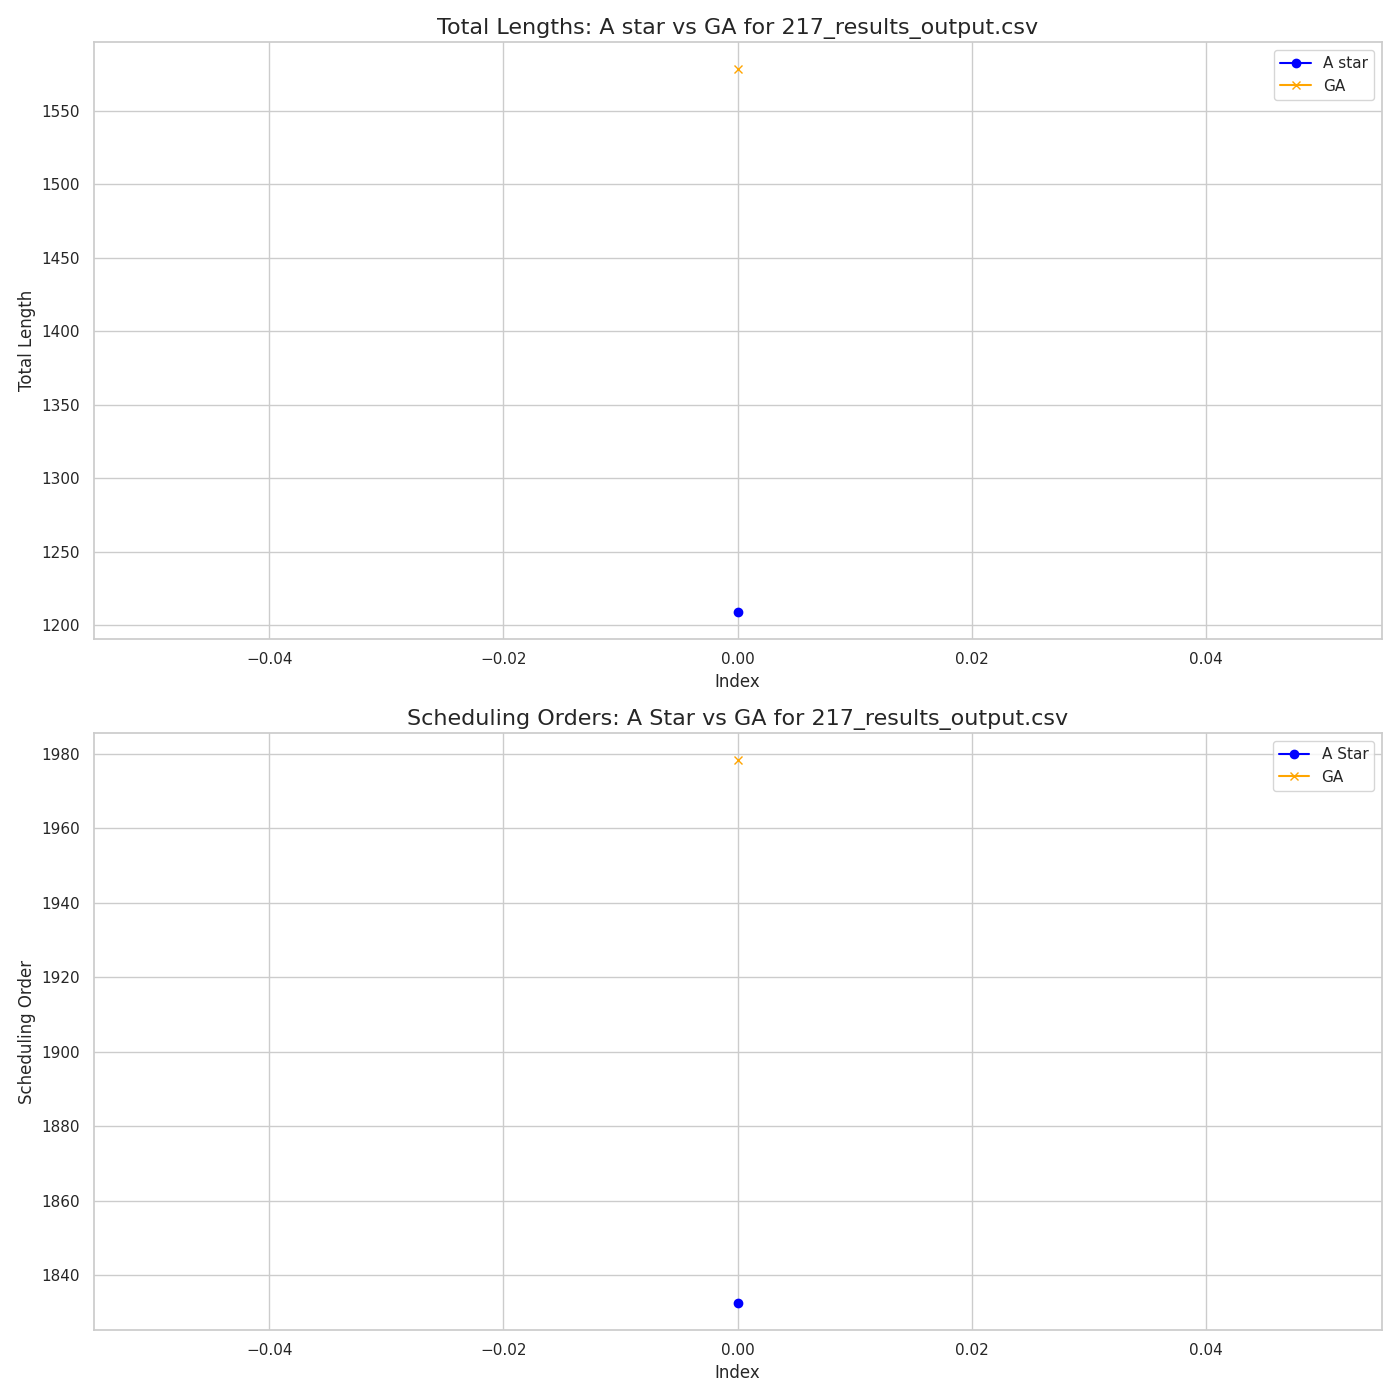 Total Lengths: A star vs GA for 217_results_output.csv
A star
GA
1550
1500
1450
1400
1350
1300
1250
1200
Total Length
−0.04 −0.02 0.00 0.02 0.04
Index
Scheduling Orders: A Star vs GA for 217_results_output.csv
A Star
GA
1980
1960
1940
1920
1900
1880
1860
1840
Scheduling Order
−0.04 −0.02 0.00 0.02 0.04
Index